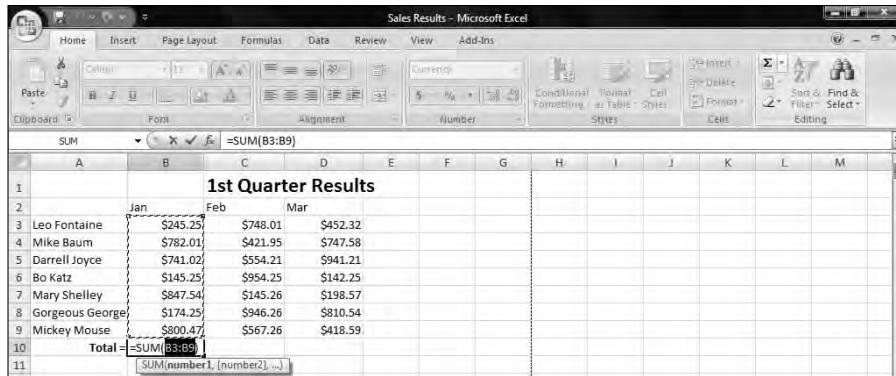 Sales Results - Microsoft Excel
Home Insert Page Layout Formulas Data Review View Add-Ins
Paste
Calibri 11 A A
Currency
Conditional Formatting
Format as Table
Cell Styles
Insert
Delete
Format
Σ
Sort & Filter
Find & Select
B I U
$ % ,
Clipboard Font Alignment Number Styles Cells Editing
SUM fx =SUM(B3:B9)
A B C D E F G H I J K L M
1 1st Quarter Results
2 Jan Feb Mar
3 Leo Fontaine $245.25 $748.01 $452.32
4 Mike Baum $782.01 $421.95 $747.58
5 Darrell Joyce $741.02 $554.21 $941.21
6 Bo Katz $145.25 $954.25 $142.25
7 Mary Shelley $847.54 $145.26 $198.57
8 Gorgeous George $174.25 $946.26 $810.54
9 Mickey Mouse $800.47 $567.26 $418.59
10 Total = =SUM(B3:B9)
11 SUM(number1, [number2], ...)